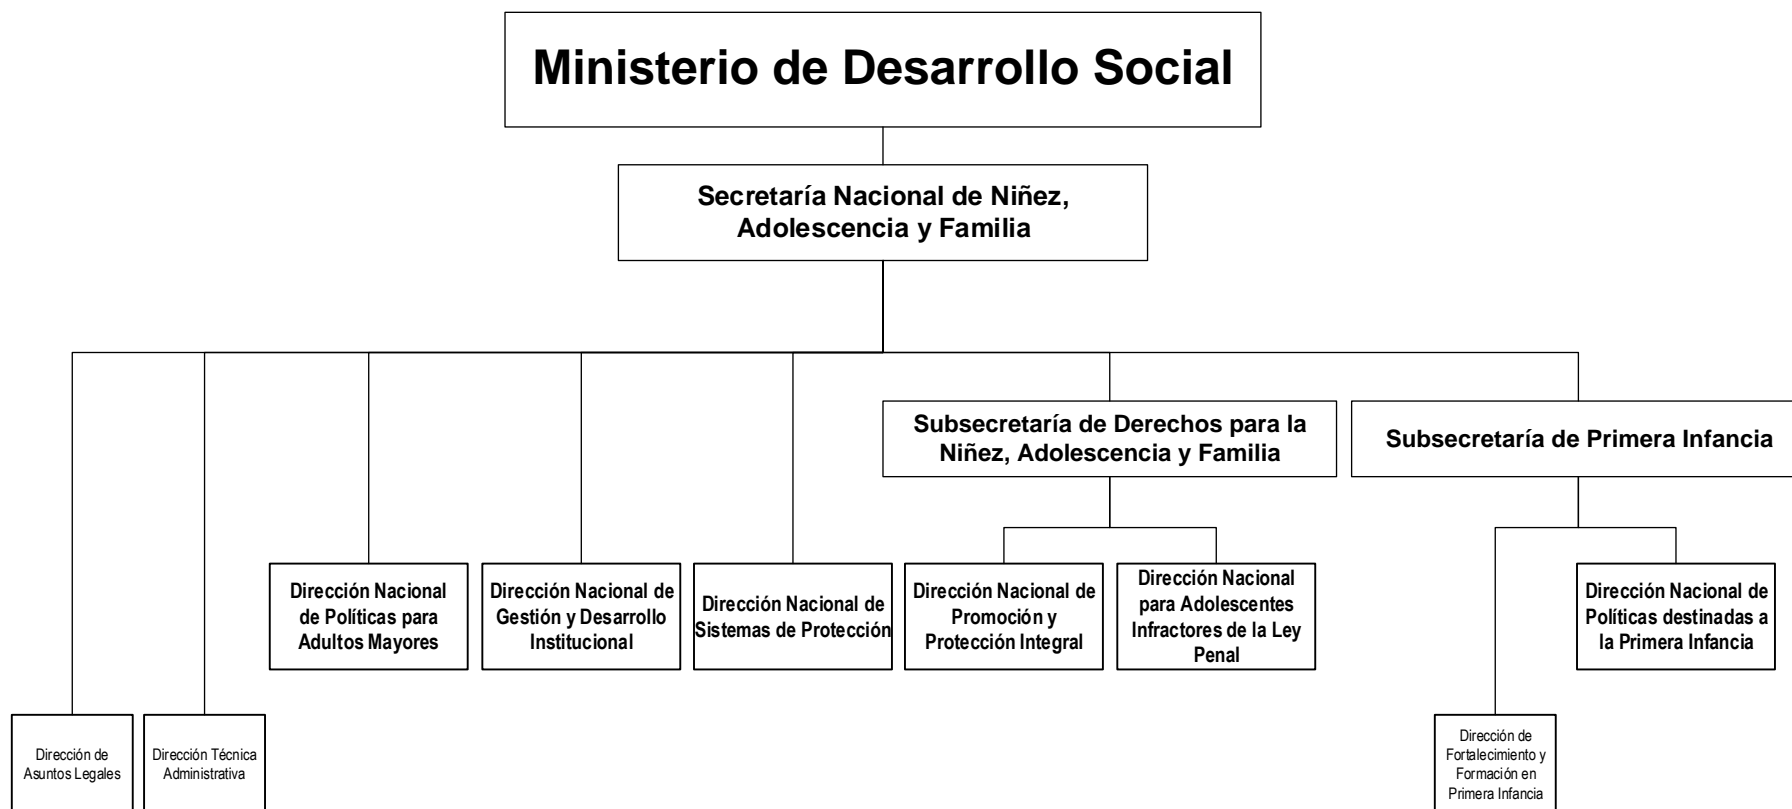 Ministerio de Desarrollo Social
Secretaría Nacional de Niñez,
Adolescencia y Familia
Subsecretaría de Derechos para la
Niñez, Adolescencia y Familia
Subsecretaría de Primera Infancia
Dirección Nacional
de Políticas para
Adultos Mayores
Dirección Nacional de
Gestión y Desarrollo
Institucional
Dirección Nacional de
Sistemas de Protección
Dirección Nacional de
Promoción y
Protección Integral
Dirección Nacional
para Adolescentes
Infractores de la Ley
Penal
Dirección Nacional de
Políticas destinadas a
la Primera Infancia
Dirección de
Asuntos Legales
Dirección Técnica
Administrativa
Dirección de
Fortalecimiento y
Formación en
Primera Infancia